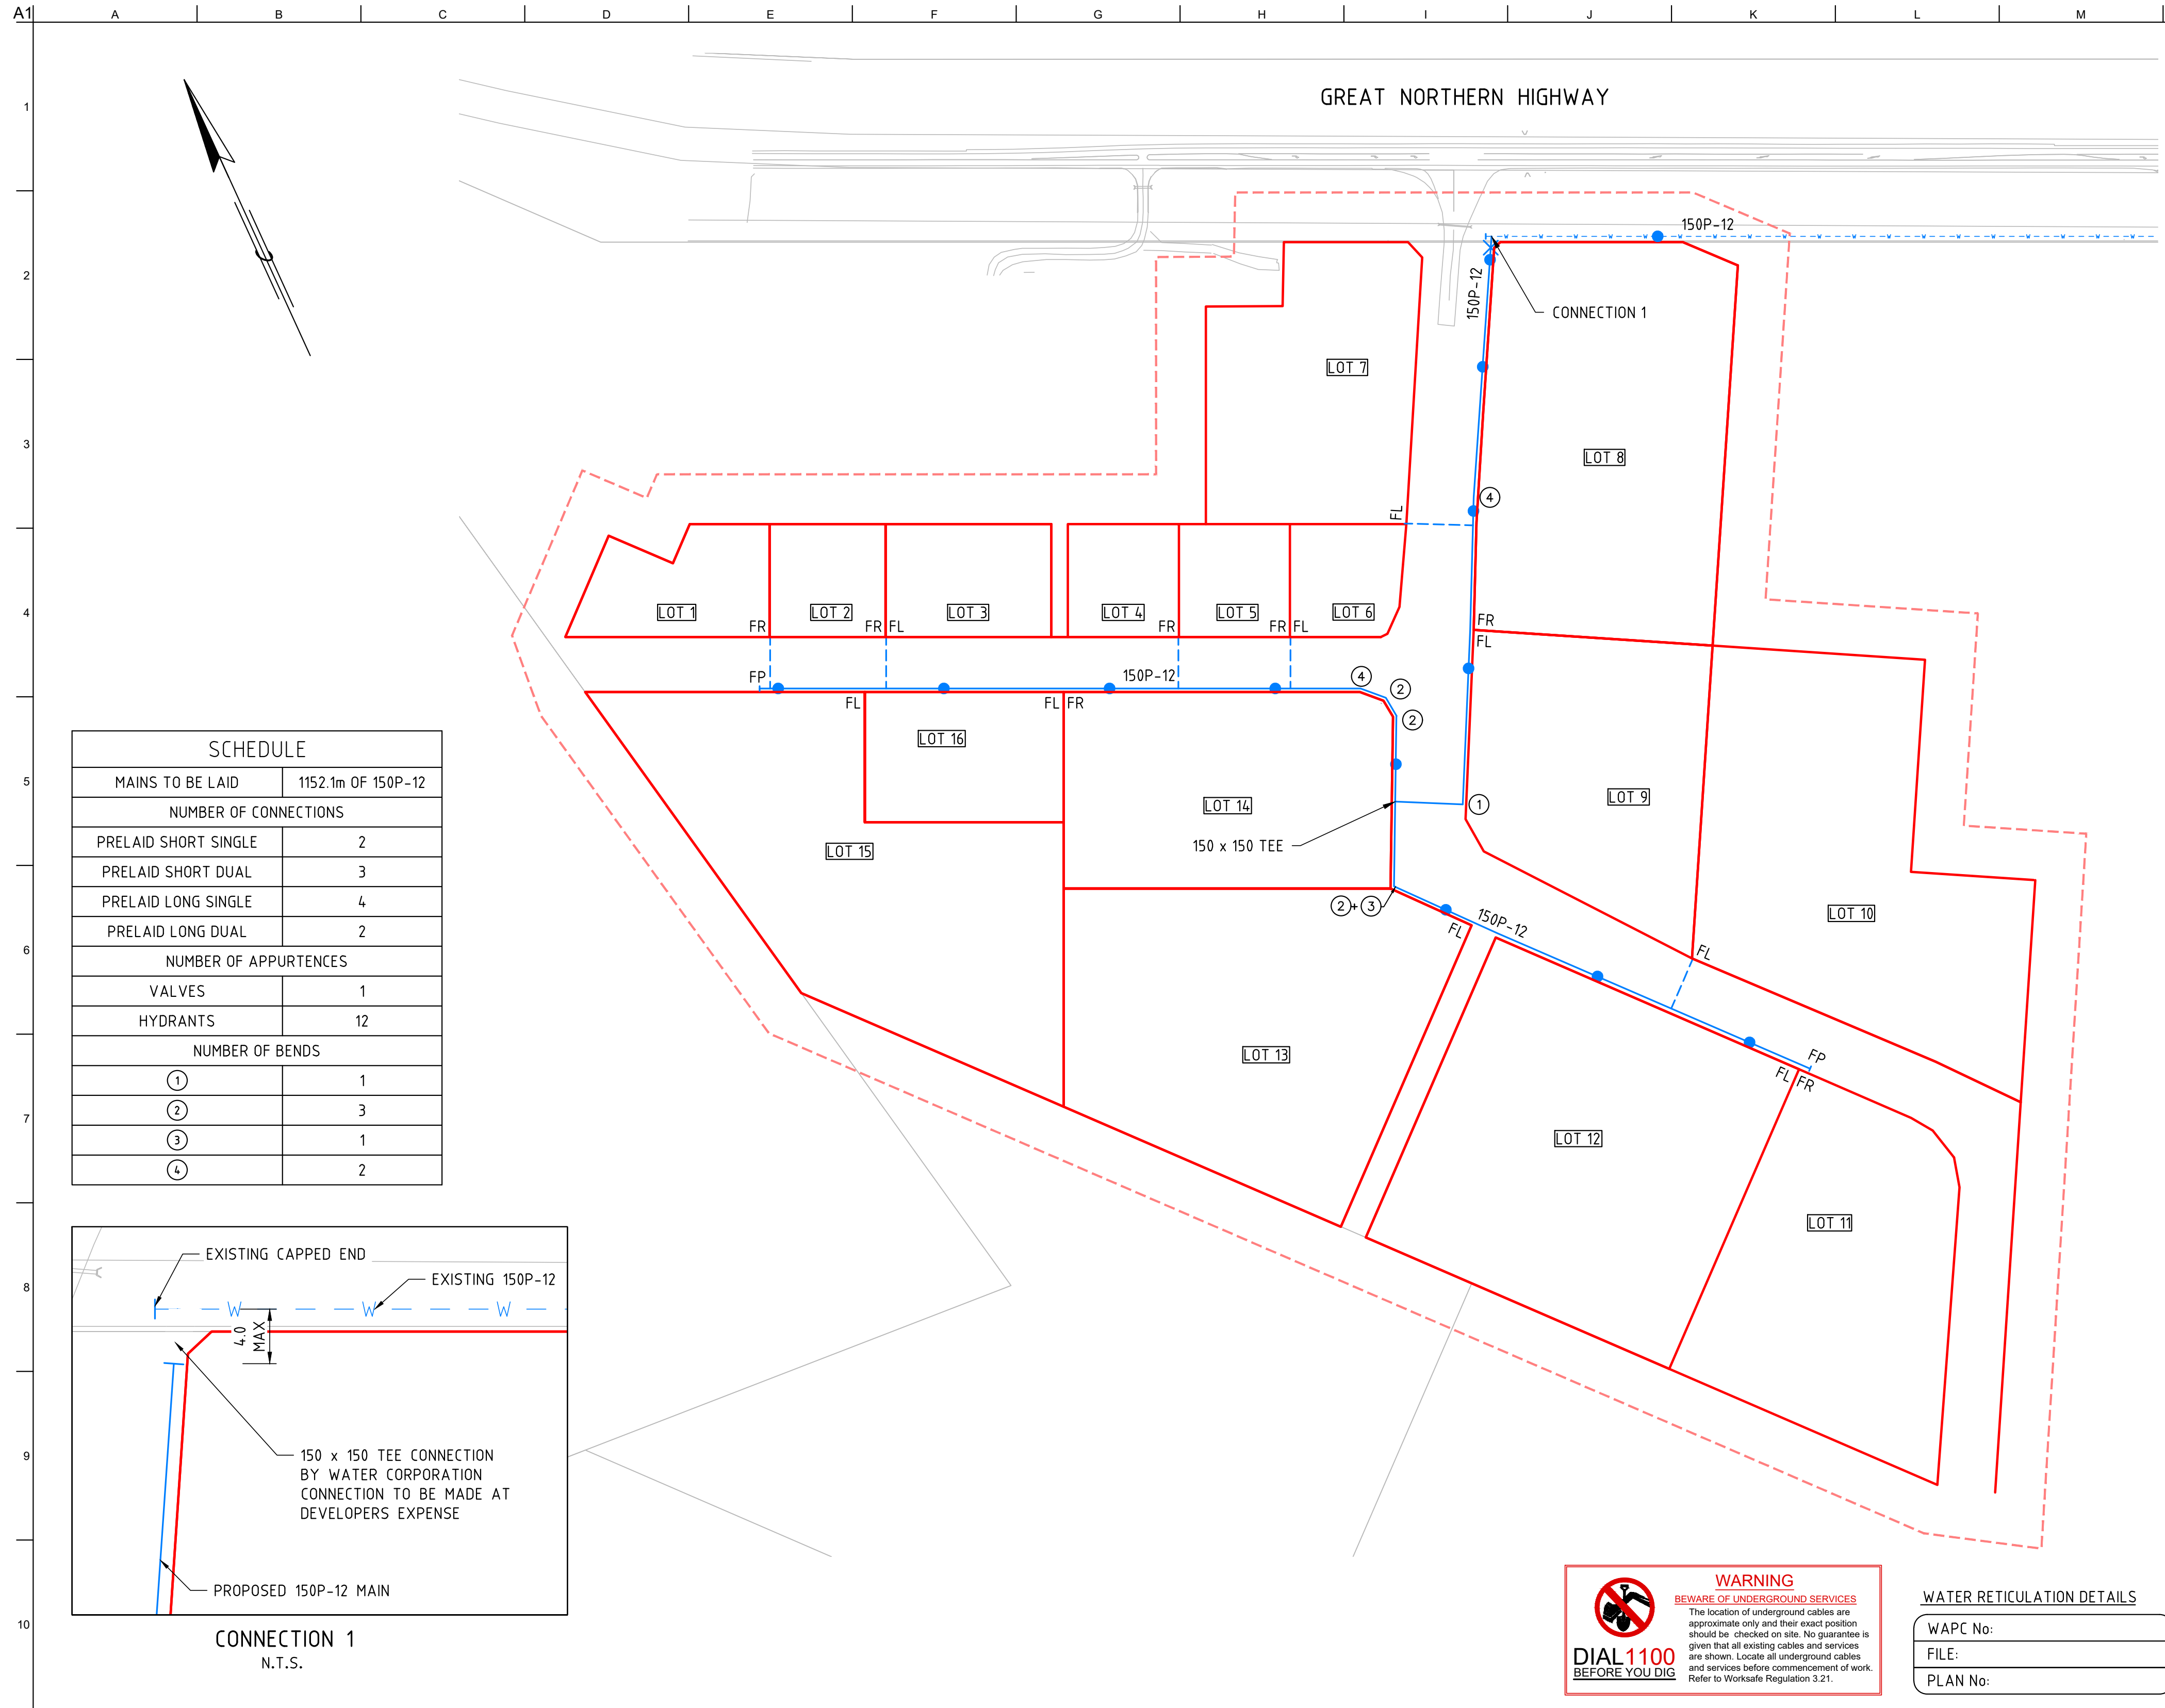 A1
A B C D E F G H I J K L M
1
2
3
4
5
6
7
8
9
10
GREAT NORTHERN HIGHWAY
150P-12
150P-12
CONNECTION 1
LOT 7
LOT 8
4
FL
LOT 1
LOT 2
LOT 3
LOT 4
LOT 5
LOT 6
FR
FR FL
FR
FR FL
FR
FL
FP
150P-12
4
2
2
FL
FL FR
LOT 16
LOT 14
LOT 9
1
150 x 150 TEE
LOT 15
2+3
150P-12
FL
LOT 10
FL
LOT 13
FP
FL FR
LOT 12
LOT 11
SCHEDULE
MAINS TO BE LAID 1152.1m OF 150P-12
NUMBER OF CONNECTIONS
PRELAID SHORT SINGLE 2
PRELAID SHORT DUAL 3
PRELAID LONG SINGLE 4
PRELAID LONG DUAL 2
NUMBER OF APPURTENCES
VALVES 1
HYDRANTS 12
NUMBER OF BENDS
1 1
2 3
3 1
4 2
EXISTING CAPPED END
EXISTING 150P-12
W W W
4.0
MAX
150 x 150 TEE CONNECTION
BY WATER CORPORATION
CONNECTION TO BE MADE AT
DEVELOPERS EXPENSE
PROPOSED 150P-12 MAIN
CONNECTION 1
N.T.S.
WARNING
BEWARE OF UNDERGROUND SERVICES
The location of underground cables are
approximate only and their exact position
should be checked on site. No guarantee is
given that all existing cables and services
are shown. Locate all underground cables
and services before commencement of work.
Refer to Worksafe Regulation 3.21.
DIAL1100
BEFORE YOU DIG
WATER RETICULATION DETAILS
WAPC No:
FILE:
PLAN No: